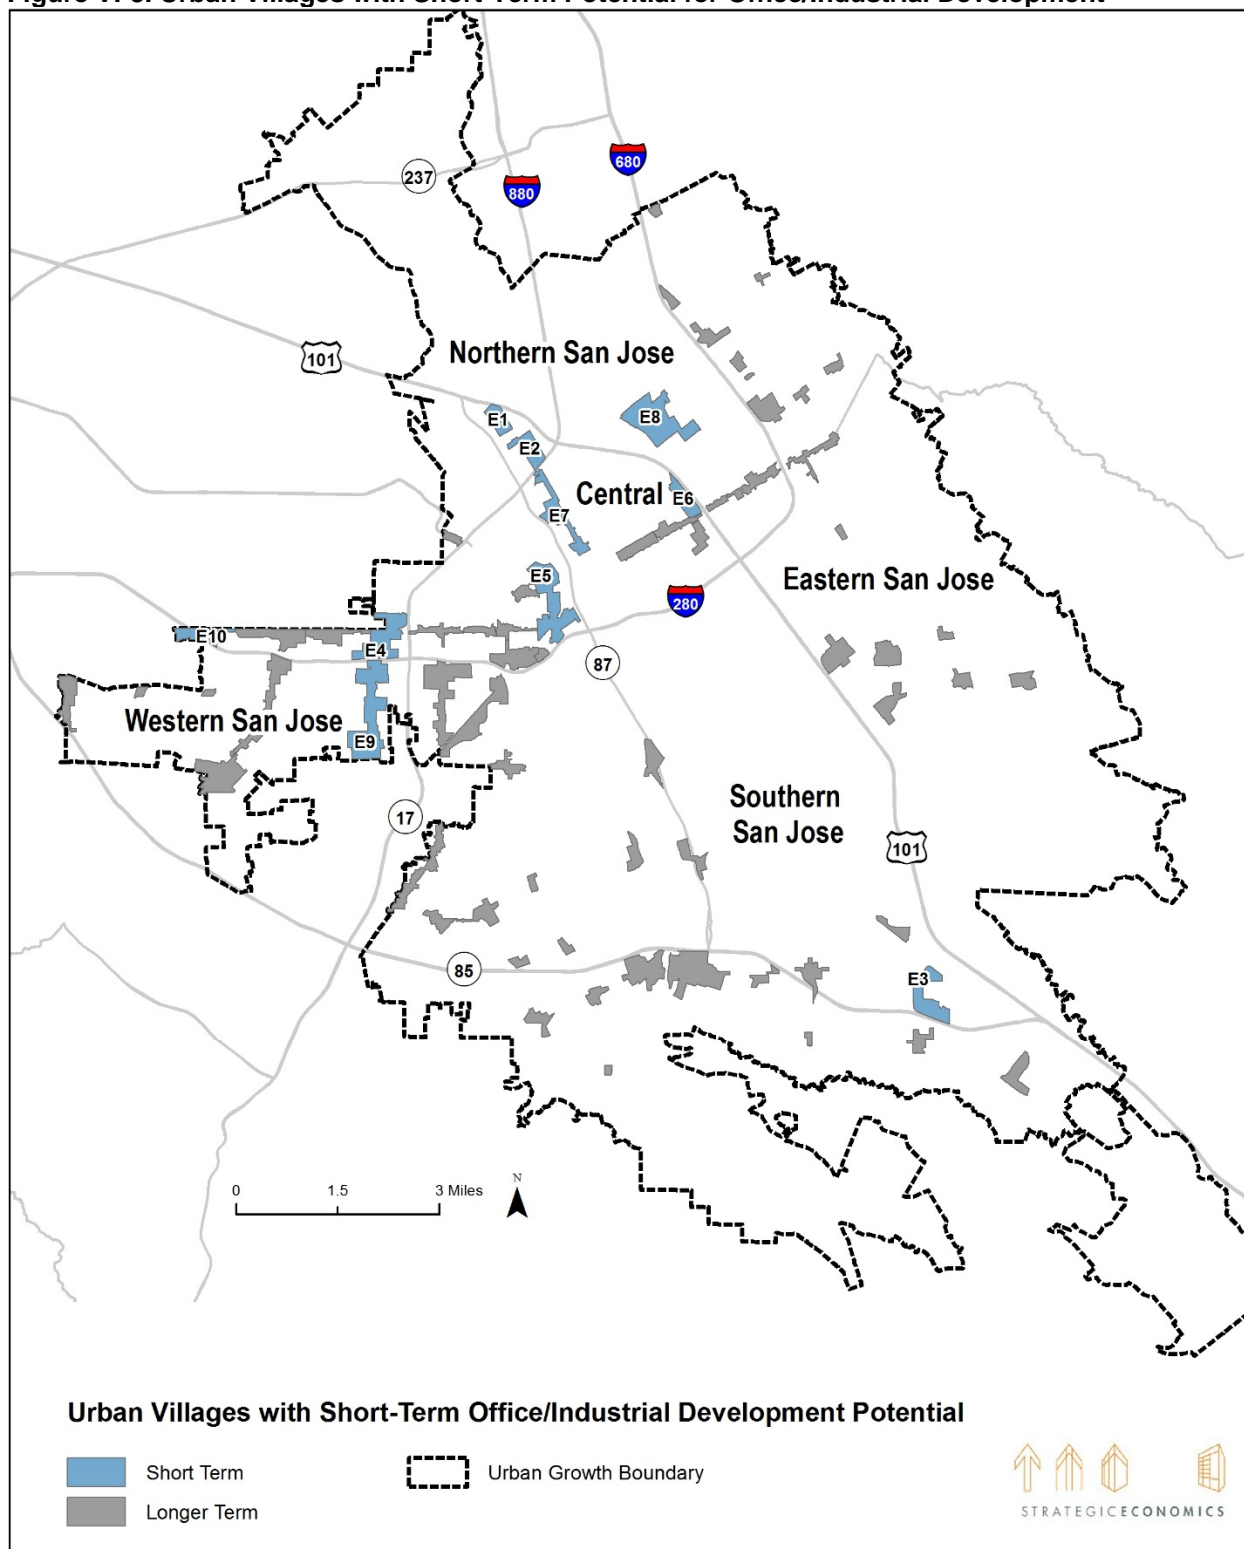 Figure V. 3. Urban Villages with Short-Term Potential for Office/Industrial Development
680
237
880
Northern San Jose
101
E1
E8
E2
Central
E6
E7
E5
Eastern San Jose
280
E10
E4
87
Western San Jose
E9
Southern
San Jose
17
101
85
E3
N
0 1.5 3 Miles
Urban Villages with Short-Term Office/Industrial Development Potential
Short Term
Urban Growth Boundary
Longer Term
STRATEGICECONOMICS